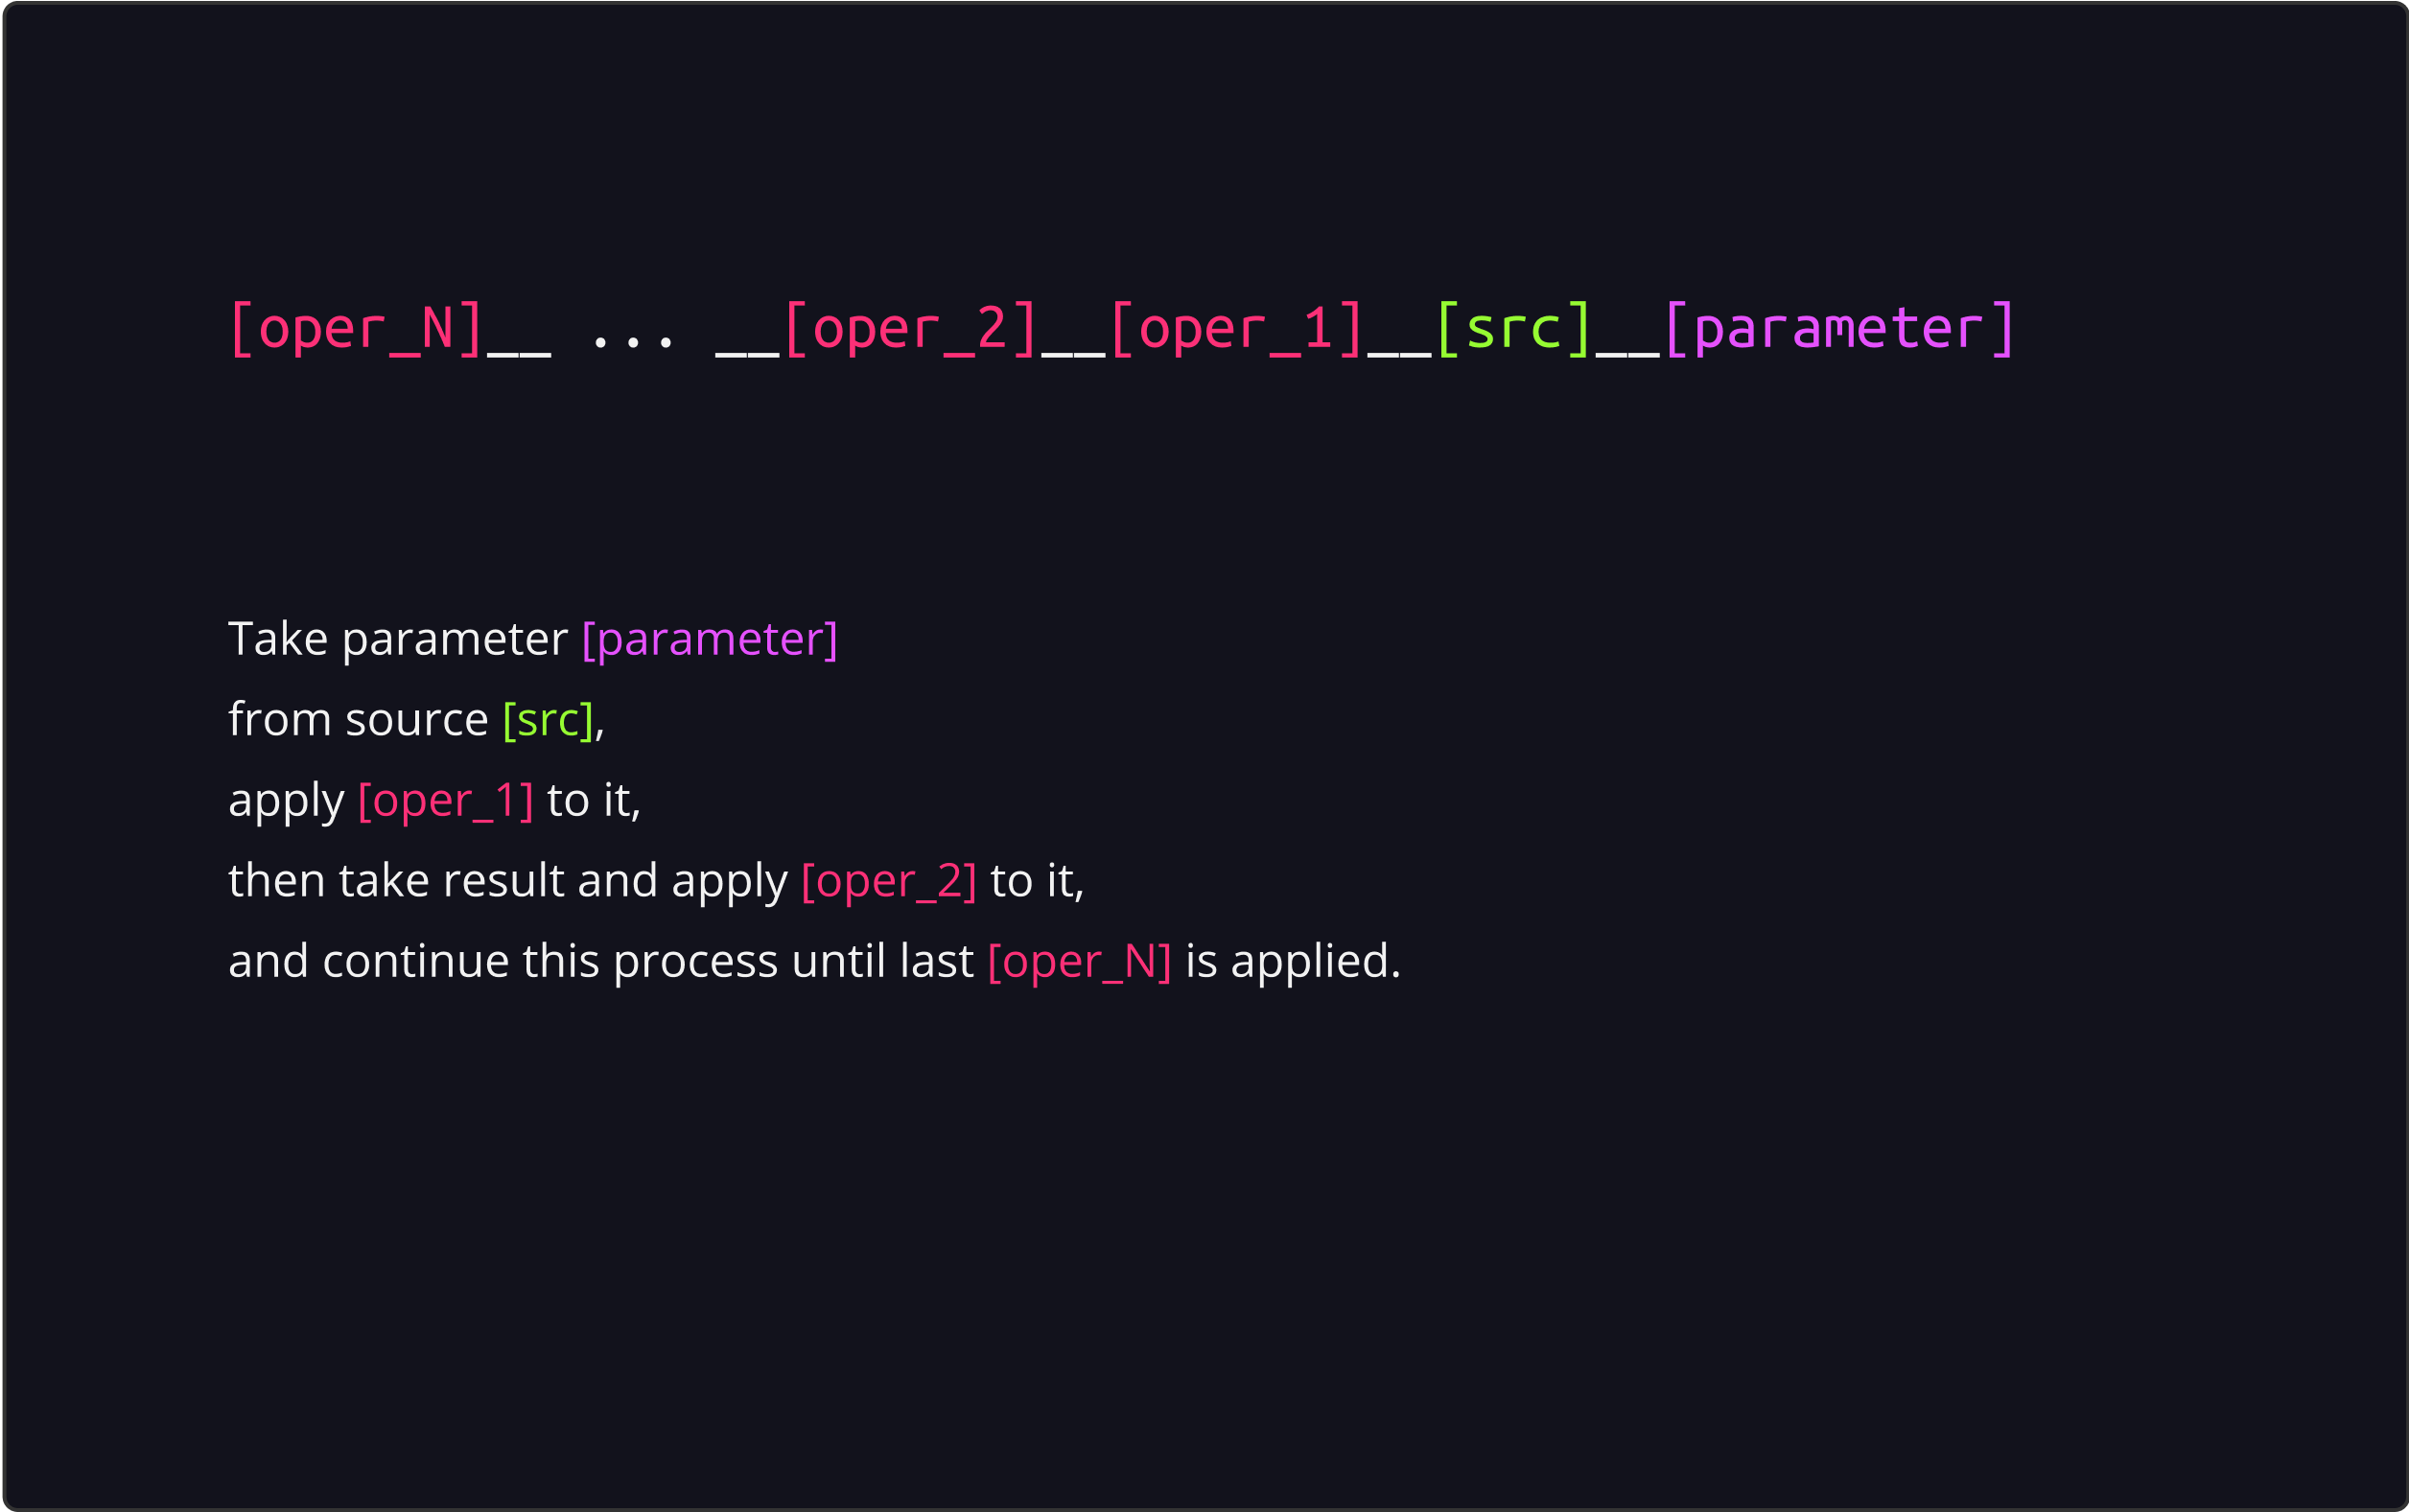 [oper_N]__ ... __[oper_2]__[oper_1]__[src]__[parameter]
Take parameter [parameter]
from source [src],
apply [oper_1] to it,
then take result and apply [oper_2] to it,
and continue this process until last [oper_N] is applied.